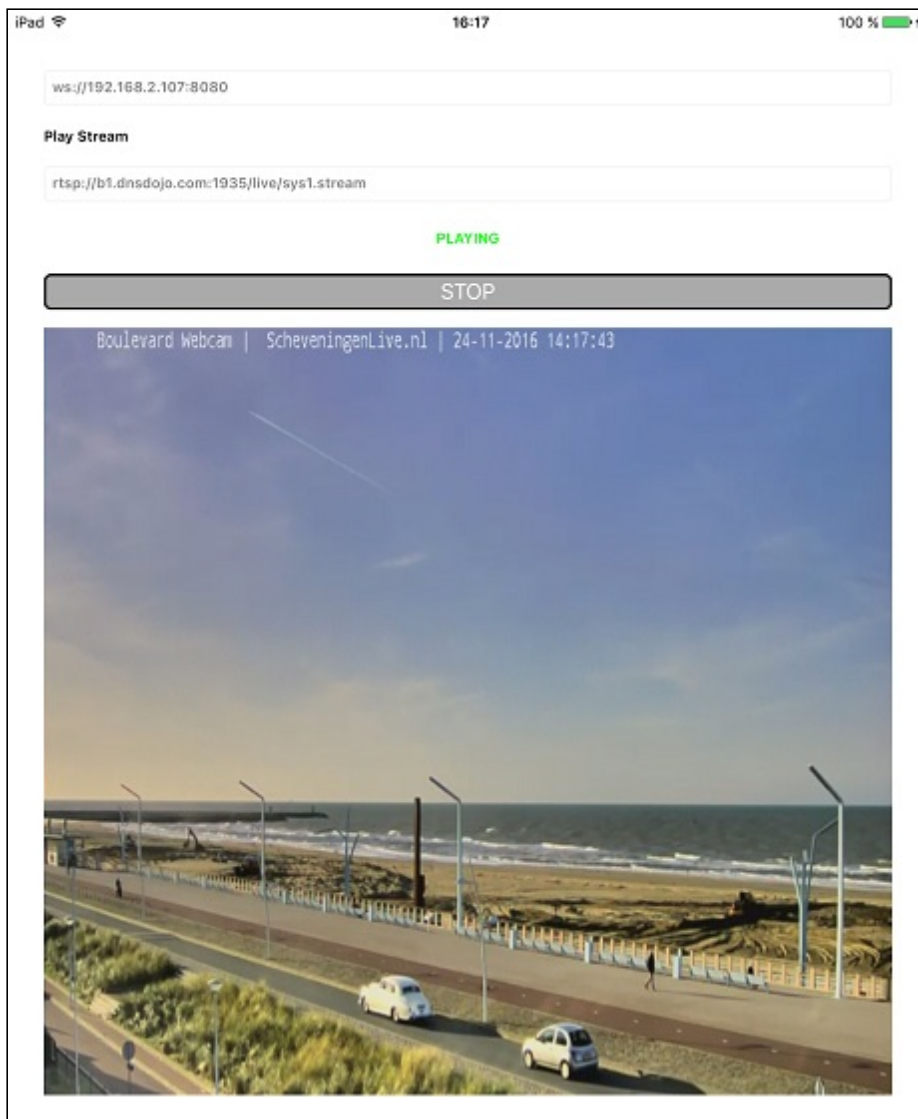 iPad 16:17 100 %
ws://192.168.2.107:8080
Play Stream
rtsp://b1.dnsdojo.com:1935/live/sys1.stream
PLAYING
STOP
Boulevard Webcam | ScheveningenLive.nl | 24-11-2016 14:17:43